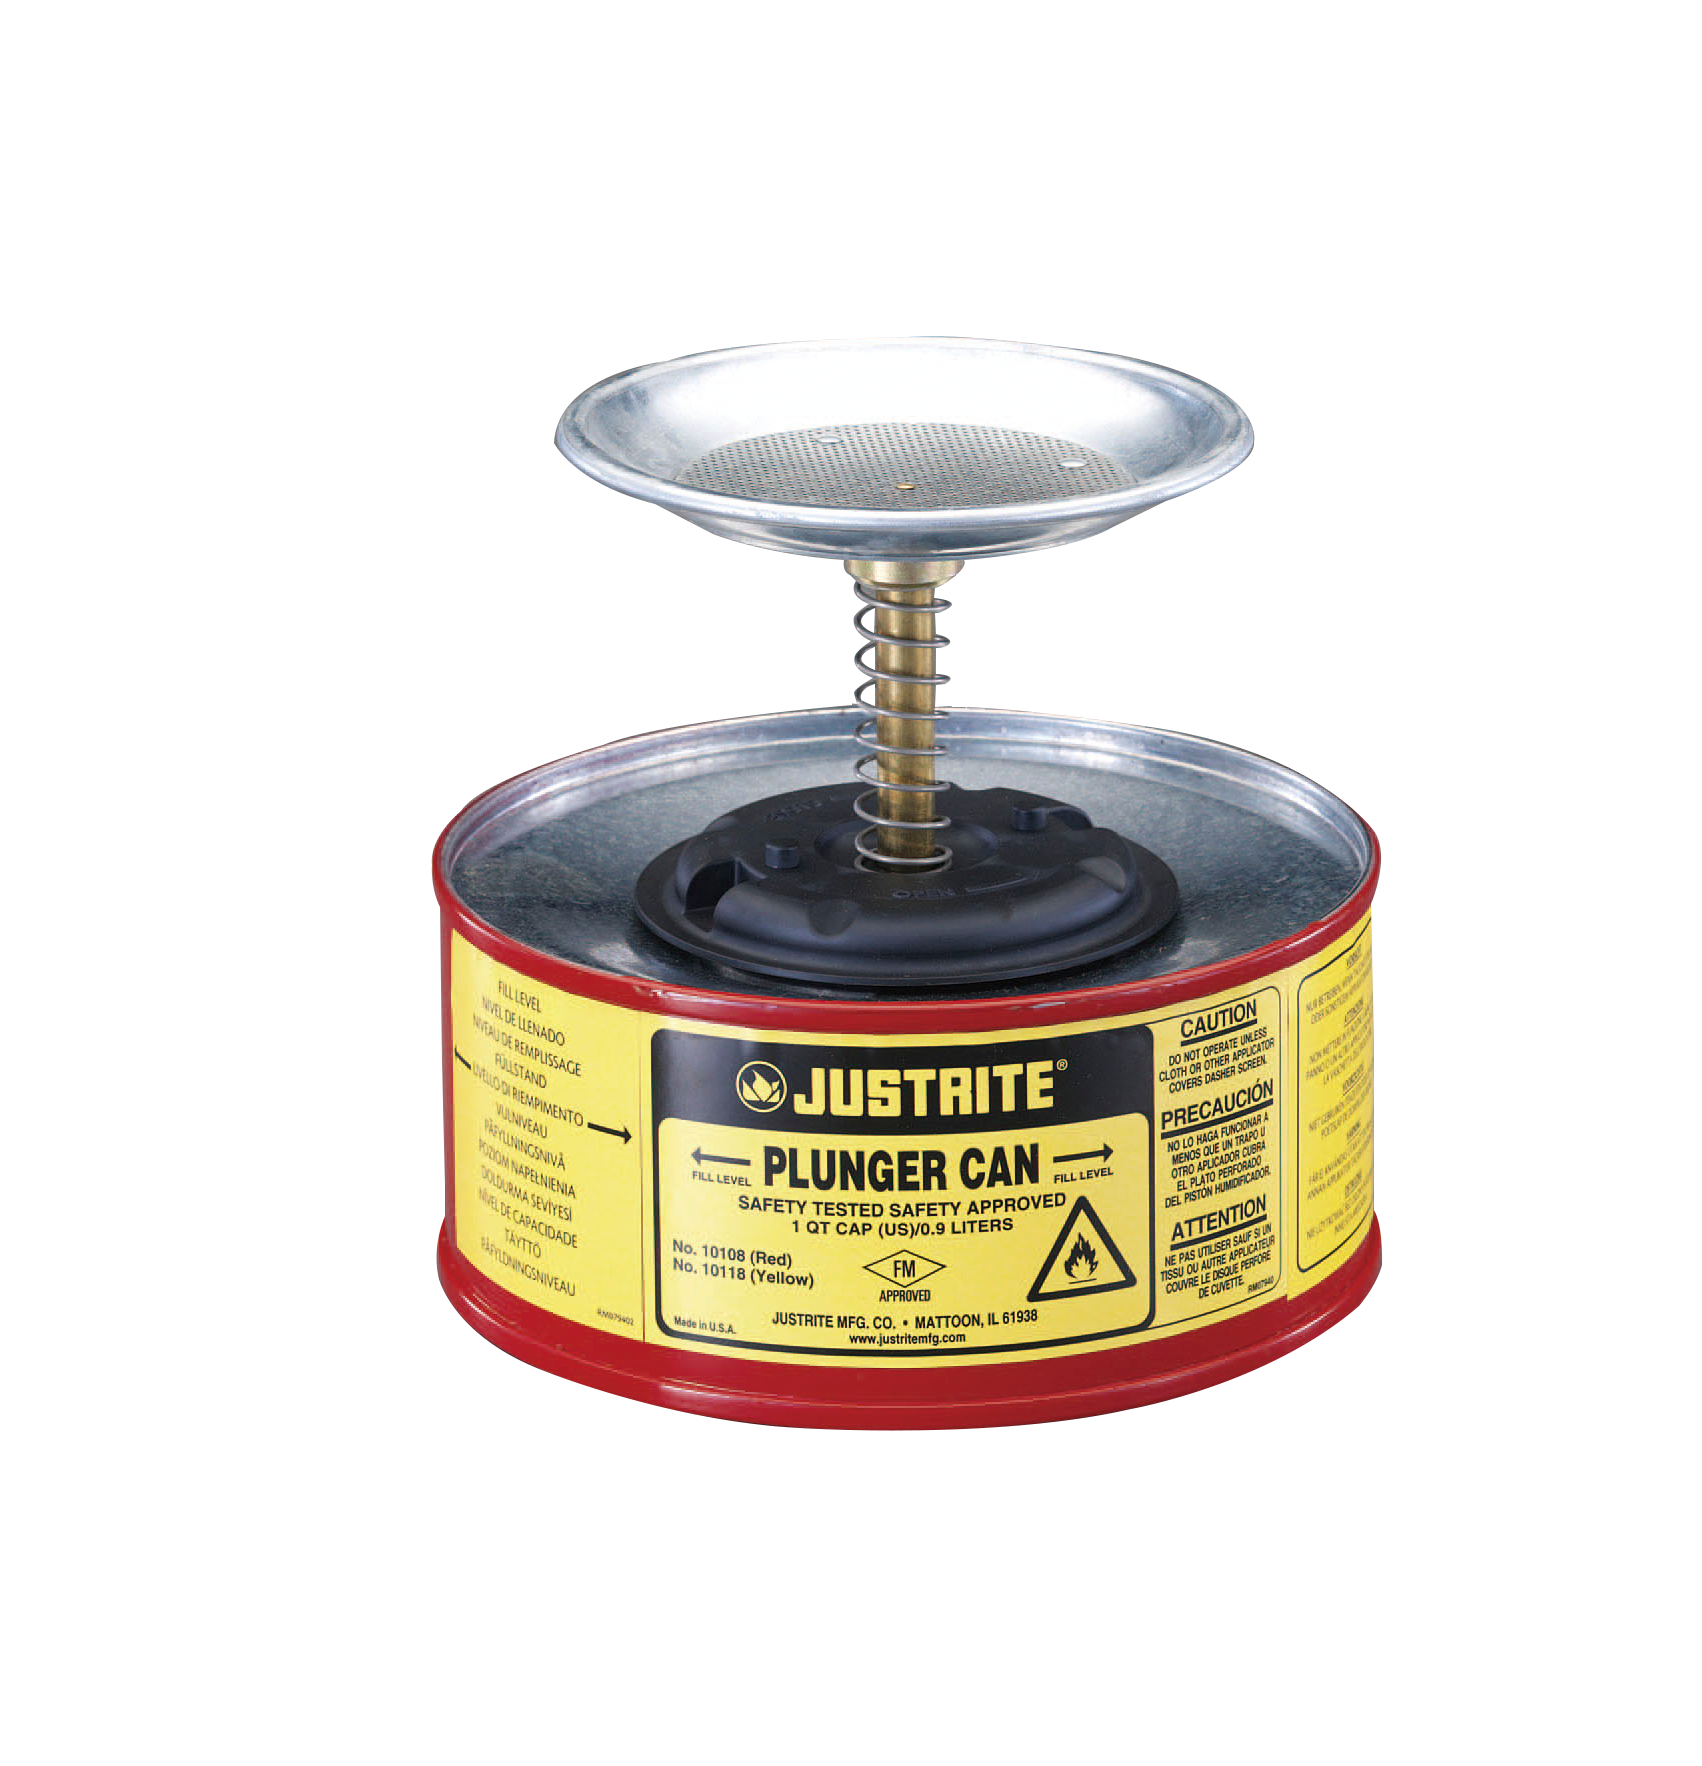 OPEN
FILL LEVEL
NIVEL DE LLENADO
NIVEAU DE REMPLISSAGE
FÜLLSTAND
LIVELLO DI RIEMPIMENTO
VULNIVEAU
PÅFYLLNINGSNIVÅ
POZIOM NAPEŁNIENIA
DOLDURMA SEVİYESİ
NÍVEL DE CAPACIDADE
TÄYTTÖ
PÅFYLDNINGSNIVEAU
RM079402
JUSTRITE®
PLUNGER CAN
FILL LEVEL
FILL LEVEL
SAFETY TESTED SAFETY APPROVED
1 QT CAP (US)/0.9 LITERS
No. 10108 (Red)
No. 10118 (Yellow)
FM
APPROVED
Made in U.S.A.
JUSTRITE MFG. CO. • MATTOON, IL 61938
www.justritemfg.com
CAUTION
DO NOT OPERATE UNLESS
CLOTH OR OTHER APPLICATOR
COVERS DASHER SCREEN.
PRECAUCIÓN
NO LO HAGA FUNCIONAR A
MENOS QUE UN TRAPO U
OTRO APLICADOR CUBRA
EL PLATO PERFORADO
DEL PISTÓN HUMIDIFICADOR.
ATTENTION
NE PAS UTILISER SAUF SI UN
TISSU OU AUTRE APPLICATEUR
COUVRE LE DISQUE PERFORÉ
DE CUVETTE.
RM07940